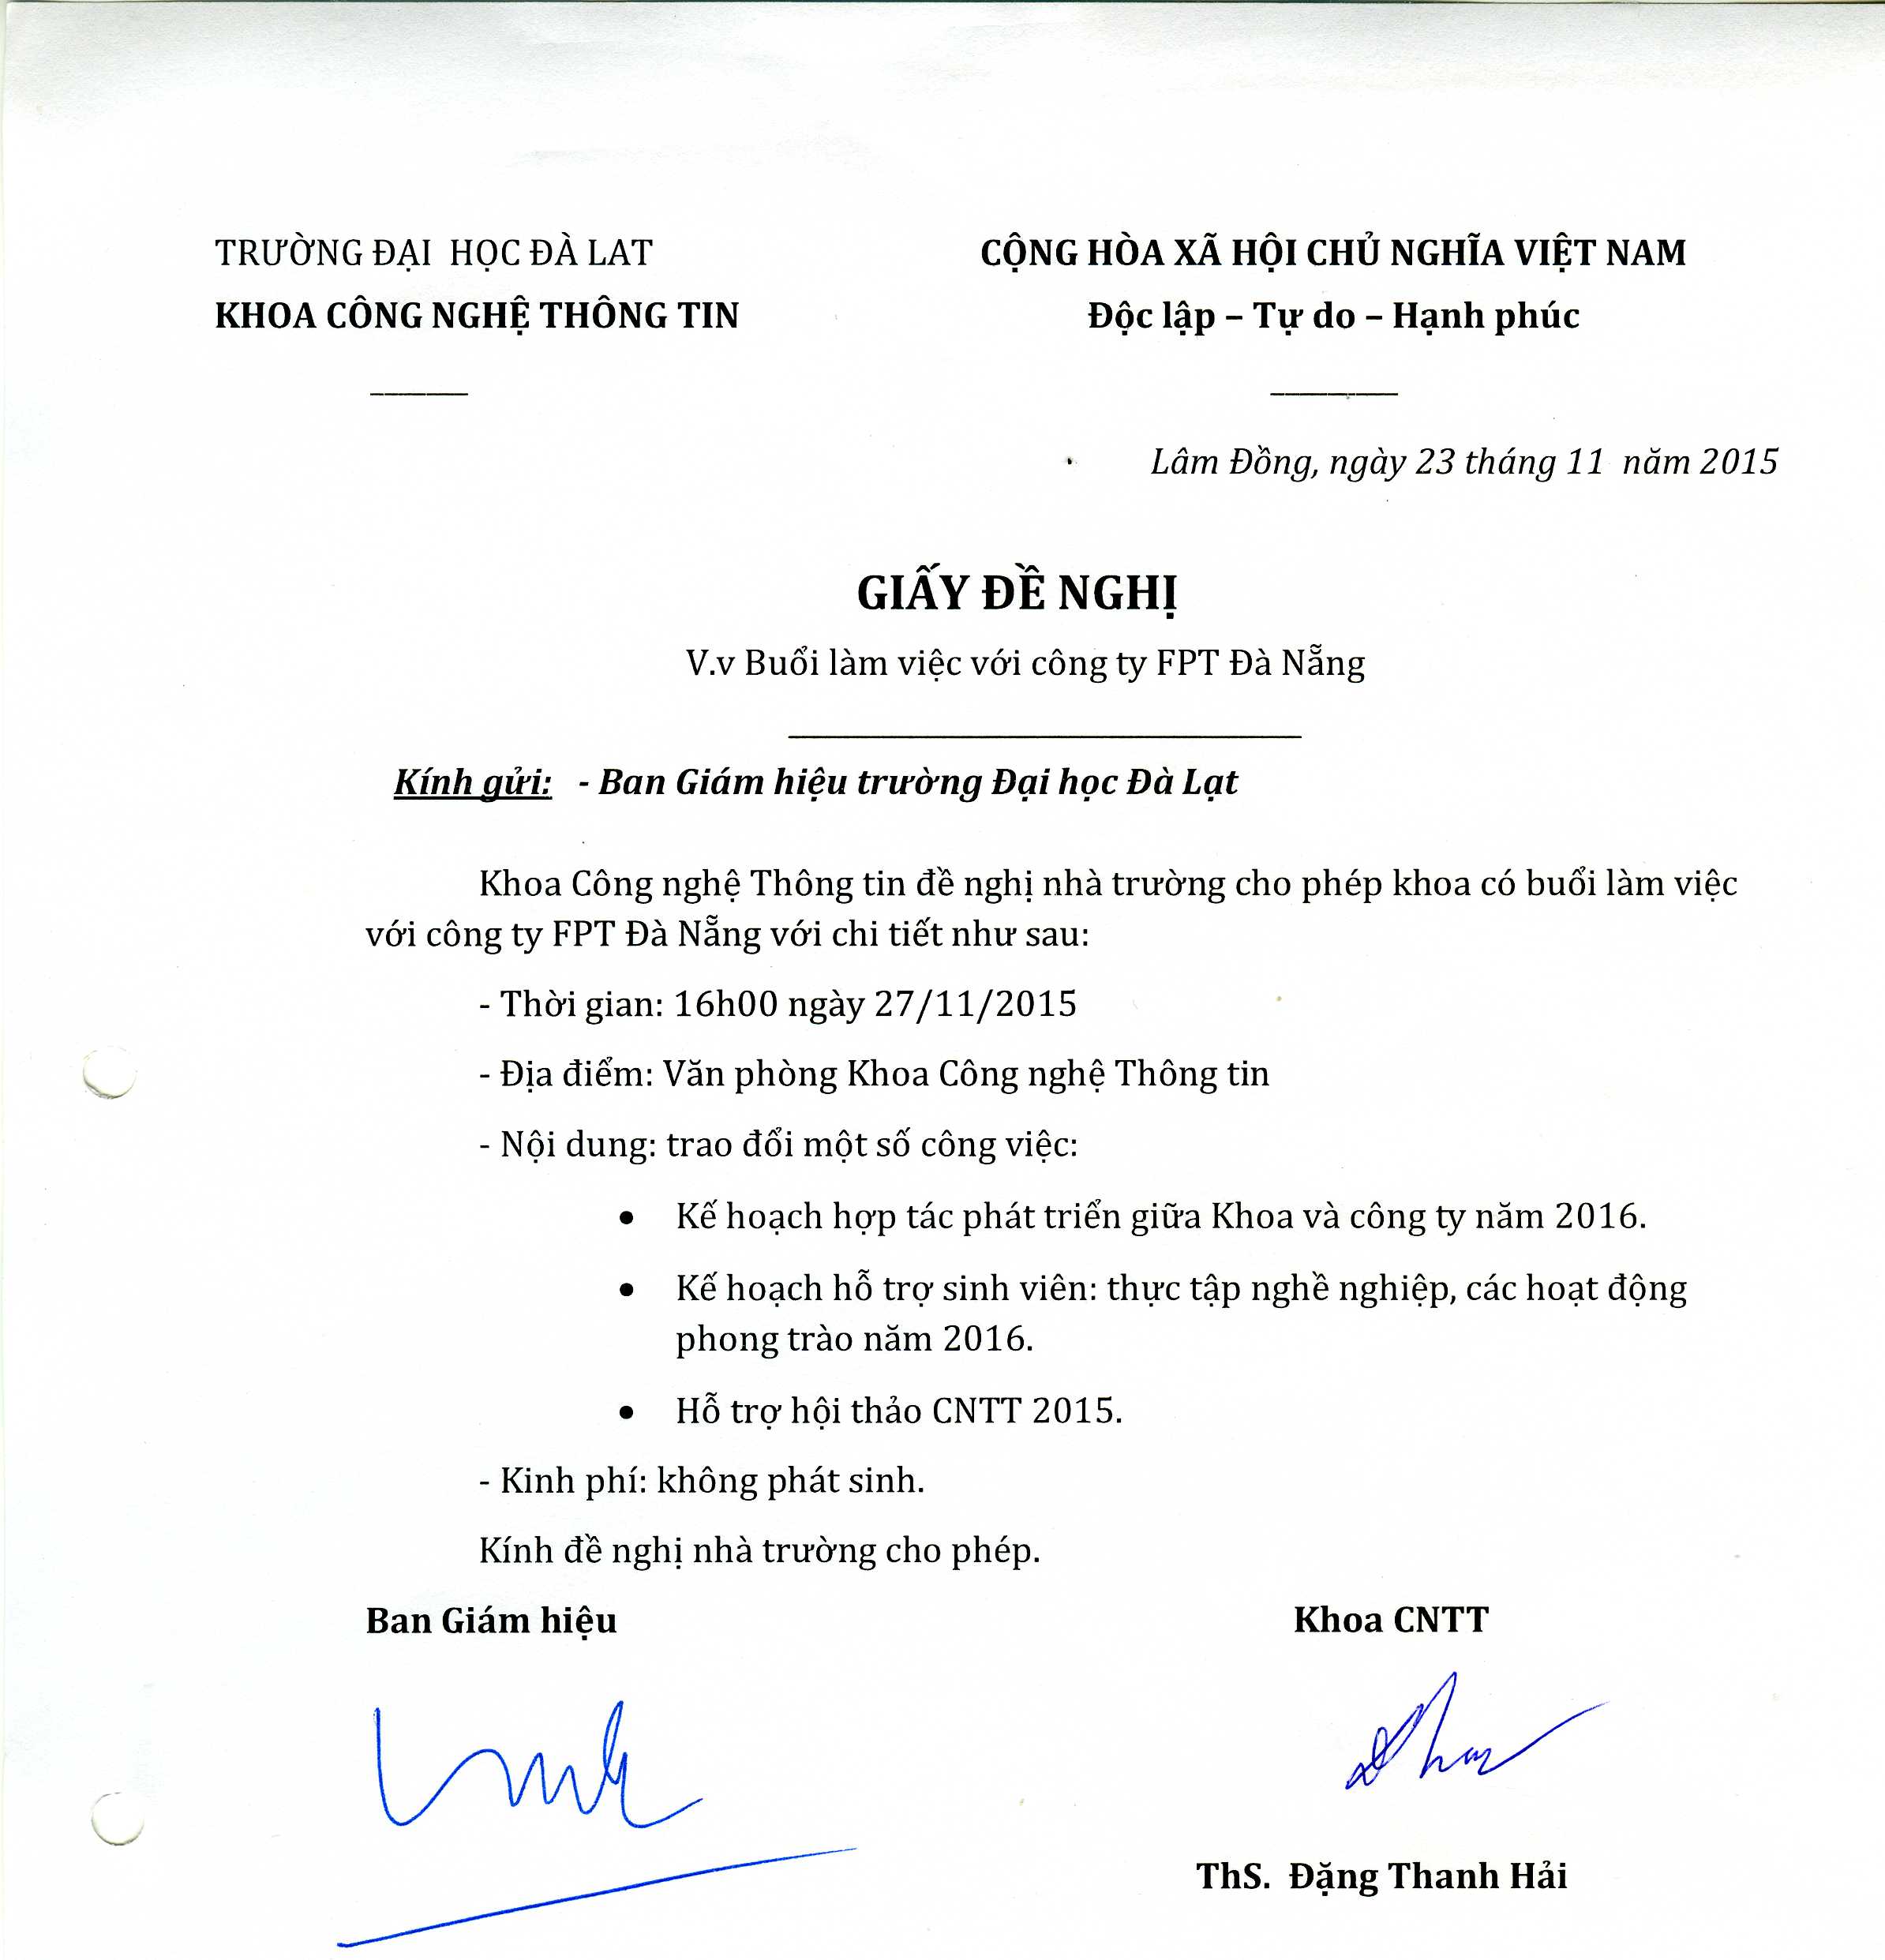 TRƯỜNG ĐẠI HỌC ĐÀ LAT
KHOA CÔNG NGHỆ THÔNG TIN
CỘNG HÒA XÃ HỘI CHỦ NGHĨA VIỆT NAM
Độc lập – Tự do – Hạnh phúc
Lâm Đồng, ngày 23 tháng 11 năm 2015
GIẤY ĐỀ NGHỊ
V.v Buổi làm việc với công ty FPT Đà Nẵng
Kính gửi: - Ban Giám hiệu trường Đại học Đà Lạt
Khoa Công nghệ Thông tin đề nghị nhà trường cho phép khoa có buổi làm việc
với công ty FPT Đà Nẵng với chi tiết như sau:
- Thời gian: 16h00 ngày 27/11/2015
- Địa điểm: Văn phòng Khoa Công nghệ Thông tin
- Nội dung: trao đổi một số công việc:
• Kế hoạch hợp tác phát triển giữa Khoa và công ty năm 2016.
• Kế hoạch hỗ trợ sinh viên: thực tập nghề nghiệp, các hoạt động
phong trào năm 2016.
• Hỗ trợ hội thảo CNTT 2015.
- Kinh phí: không phát sinh.
Kính đề nghị nhà trường cho phép.
Ban Giám hiệu
Khoa CNTT
ThS. Đặng Thanh Hải